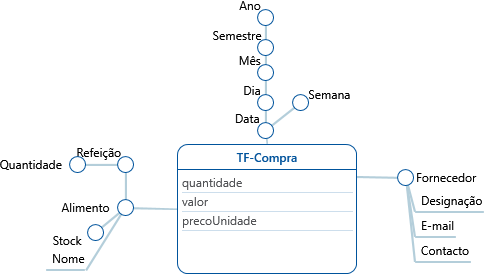 Ano
Semestre
Mês
Dia
Semana
Data
Refeição
TF-Compra
Quantidade
Fornecedor
quantidade
Designação
Alimento
valor
precoUnidade
E-mail
Stock
Contacto
Nome